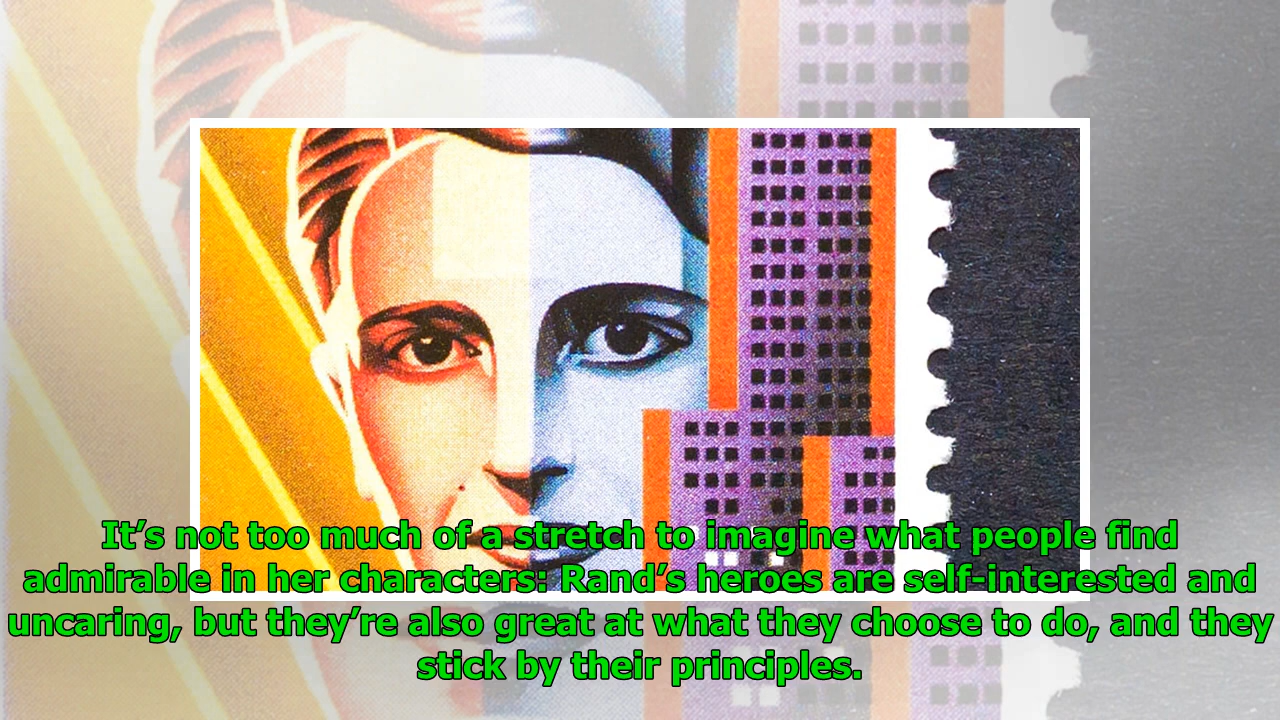 It’s not too much of a stretch to imagine what people find
admirable in her characters: Rand’s heroes are self-interested and
uncaring, but they’re also great at what they choose to do, and they
stick by their principles.